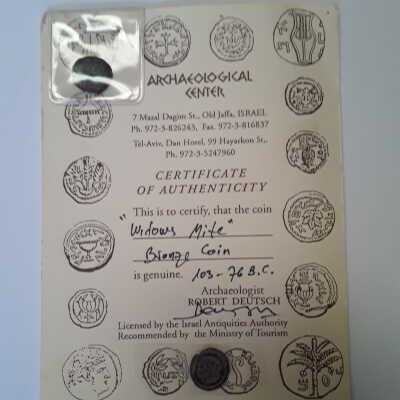 ARCHAEOLOGICAL
CENTER
7 Mazal Dagim St., Old Jaffa, ISRAEL
Ph. 972-3-826243, Fax. 972-3-816837
Tel-Aviv, Dan Hotel, 99 Hayarkon St.,
Ph. 972-3-5247960
CERTIFICATE
OF AUTHENTICITY
This is to certify, that the coin
"Widows Mite"
Bronze Coin
is genuine. 103-76 B.C.
Archaeologist
ROBERT DEUTSCH
Licensed by the Israel Antiquities Authority
Recommended by the Ministry of Tourism